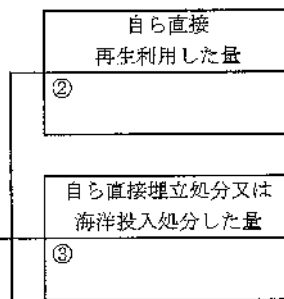 自ら直接
再生利用した量
②
自ら直接埋立処分又は
海洋投入処分した量
③